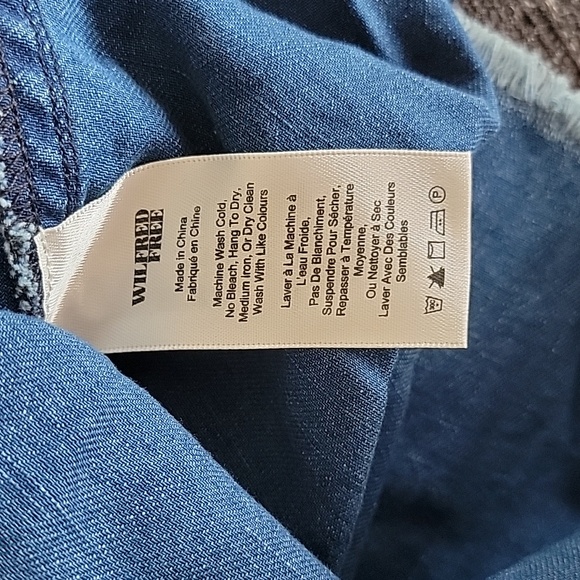 WILFRED
FREE
Made in China
Fabriqué en Chine
Machine Wash Cold,
No Bleach, Hang To Dry,
Medium Iron, Or Dry Clean
Wash With Like Colours
Laver à La Machine à
L'eau Froide,
Pas De Blanchiment,
Suspendre Pour Sécher,
Repasser à Température
Moyenne,
Ou Nettoyer à Sec
Laver Avec Des Couleurs
Semblables
P